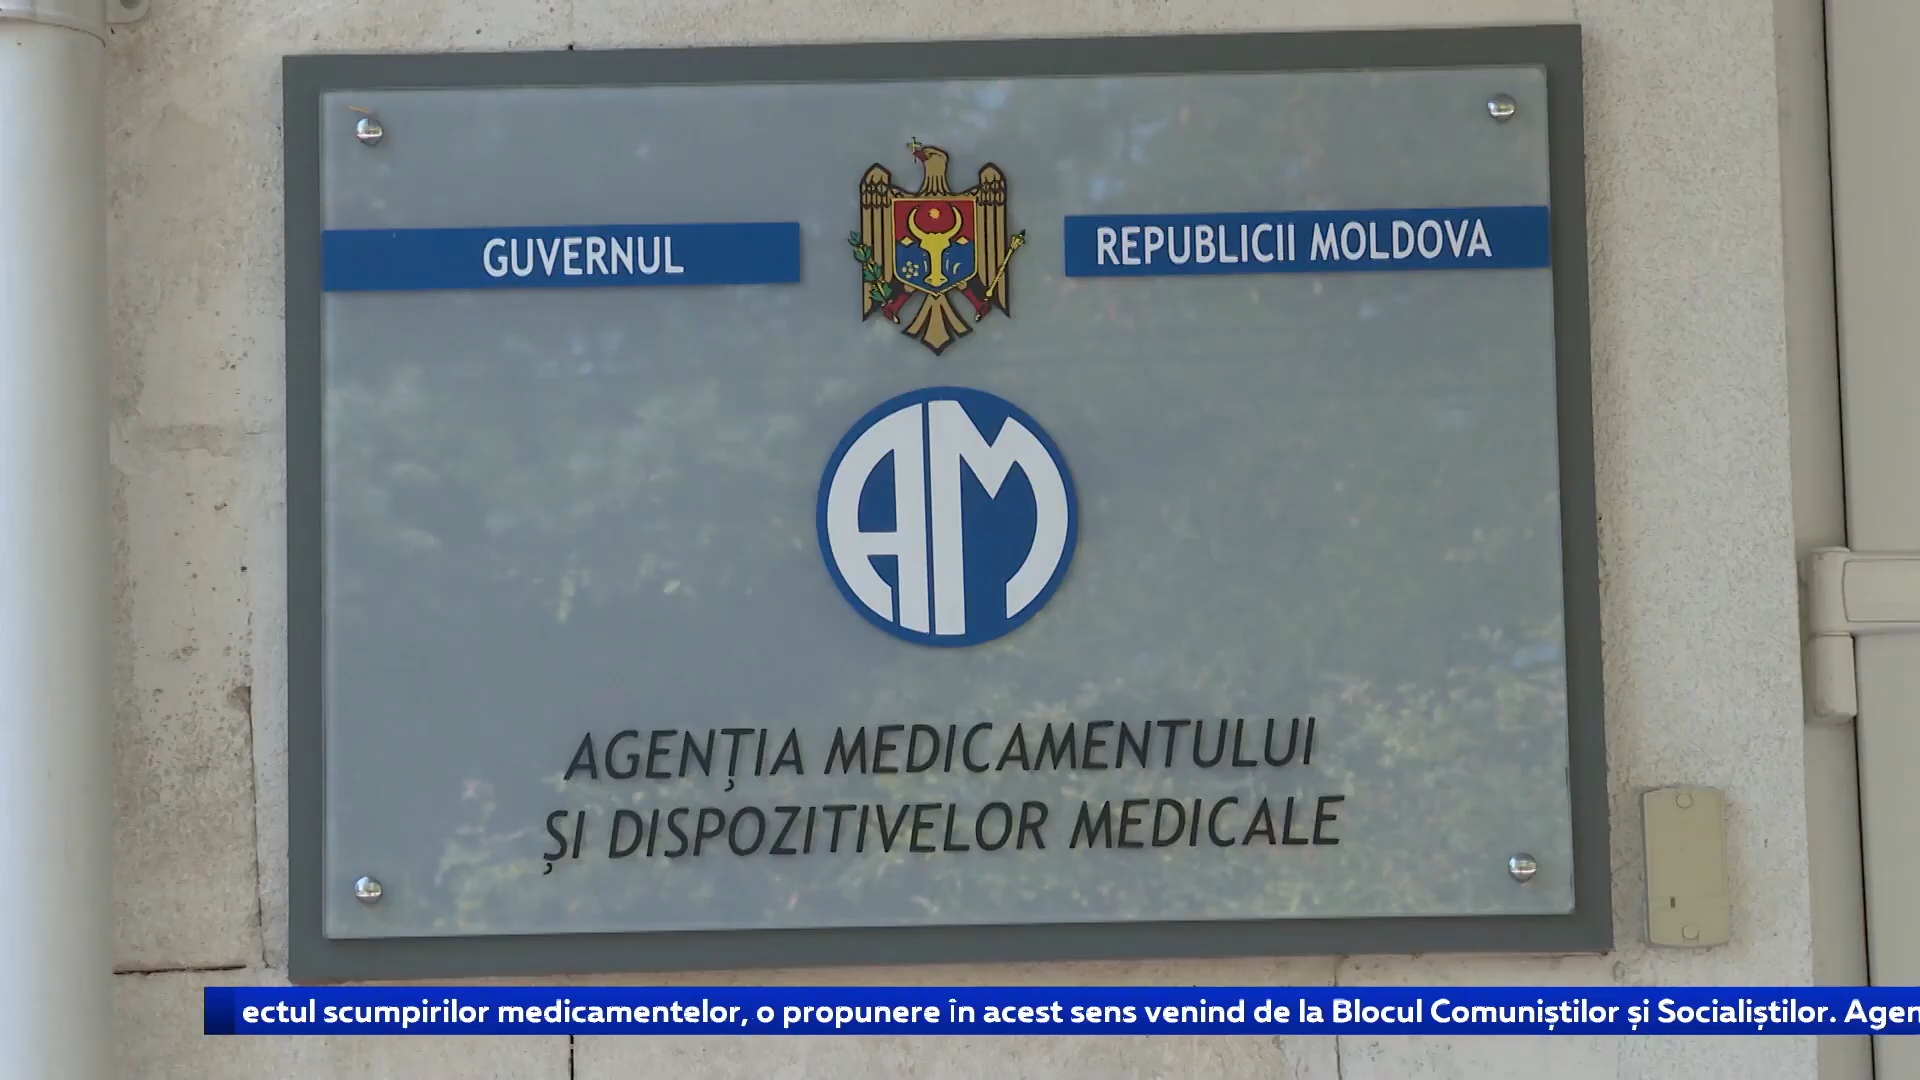 GUVERNUL
REPUBLICII MOLDOVA
AM
AGENȚIA MEDICAMENTULUI
ȘI DISPOZITIVELOR MEDICALE
ectul scumpirilor medicamentelor, o propunere în acest sens venind de la Blocul Comuniștilor și Socialiștilor. Agen